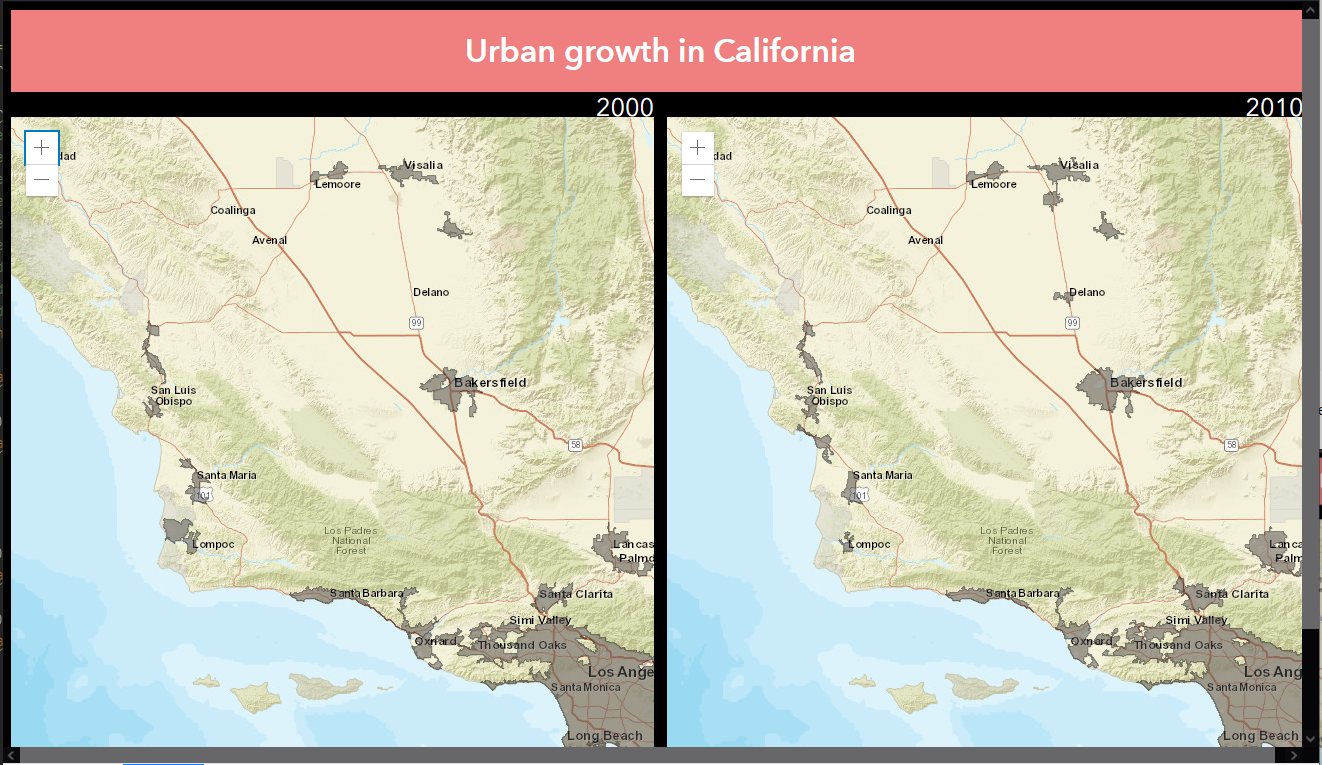 Urban growth in California
2000
dad
Visalia
Lemoore
Coalinga
Avenal
Delano
99
Bakersfield
San Luis
Obispo
58
Santa Maria
101
Los Padres
National
Forest
Lompoc
Lancas
Palmd
Santa Barbara
Santa Clarita
Simi Valley
Oxnard
Thousand Oaks
Los Ange
Santa Monica
Long Beach
2010
dad
Visalia
Lemoore
Coalinga
Avenal
Delano
99
Bakersfield
San Luis
Obispo
58
Santa Maria
101
Los Padres
National
Forest
Lompoc
Lanca
Palm
Santa Barbara
Santa Clarita
Simi Valley
Oxnard
Thousand Oaks
Los Ang
Santa Monica
Long Beach